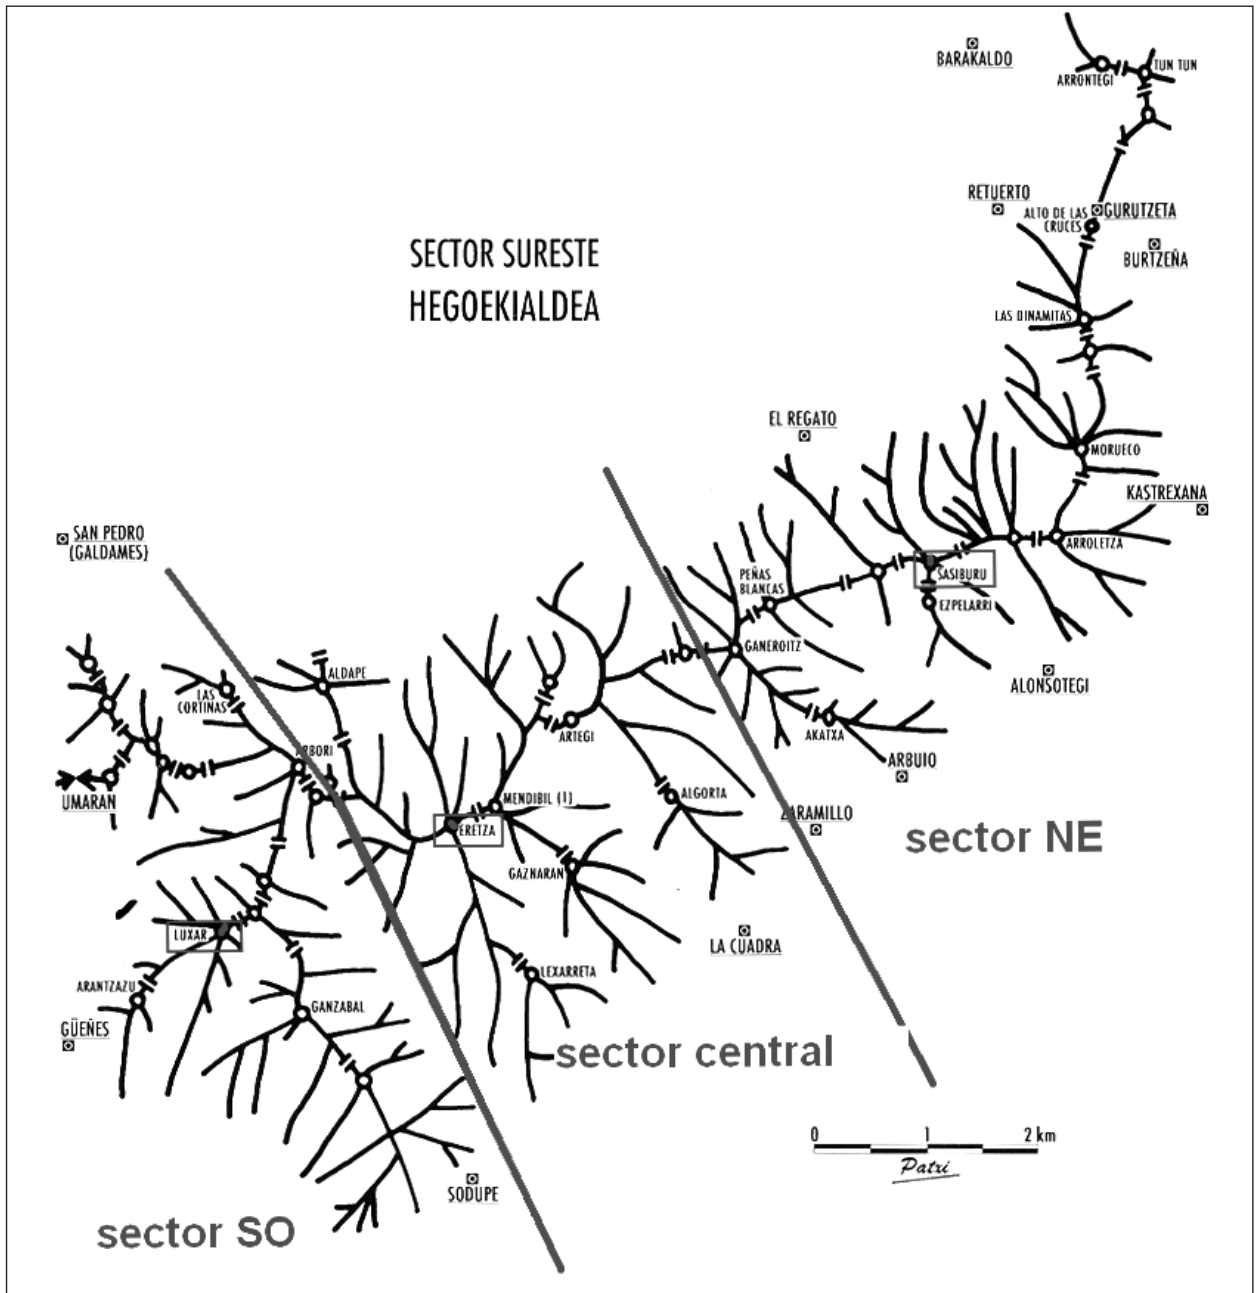 BARAKALDO
TUN TUN
ARRONTEGI
RETUERTO
ALTO DE LAS
CRUCES
GURUTZETA
BURTZEÑA
SECTOR SURESTE
HEGOEKIALDEA
LAS DINAMITAS
EL REGATO
MORUECO
KASTREXANA
SAN PEDRO
(GALDAMES)
ARROLETZA
PEÑAS
BLANCAS
SASIBURU
EZPELARRI
GANEROITZ
ALDAPE
ALONSOTEGI
LAS
CORTINAS
ARTEGI
AKATXA
ARBORI
ARBUIO
UMARAN
MENDIBIL (1)
ALGORTA
ZARAMILLO
ERETZA
sector NE
GAZNARAN
LUXAR
LA CUADRA
LEXARRETA
ARANTZAZU
GANZABAL
GÜEÑES
sector central
0 1 2 km
Patxi
SODUPE
sector SO